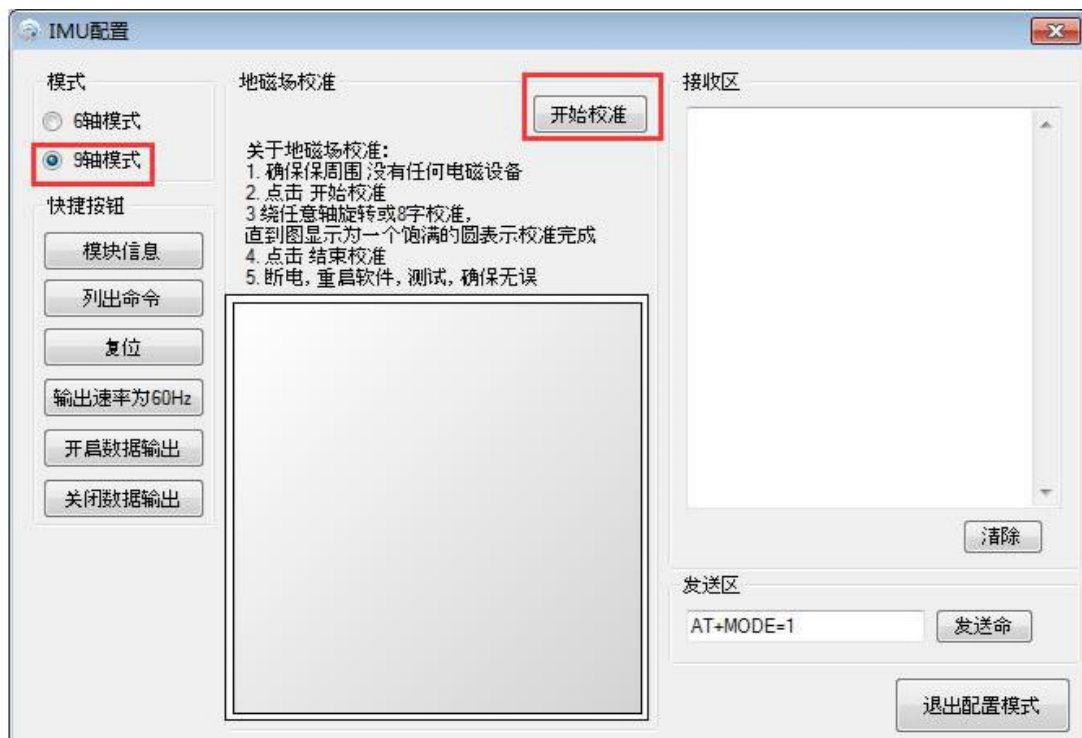 IMU配置
模式
6轴模式
9轴模式
快捷按钮
模块信息
列出命令
复位
输出速率为60Hz
开启数据输出
关闭数据输出
地磁场校准
开始校准
关于地磁场校准:
1. 确保保周围 没有任何电磁设备
2. 点击 开始校准
3 绕任意轴旋转或8字校准,
直到图显示为一个饱满的圆表示校准完成
4. 点击 结束校准
5. 断电, 重启软件, 测试, 确保无误
接收区
清除
发送区
AT+MODE=1
发送命
退出配置模式